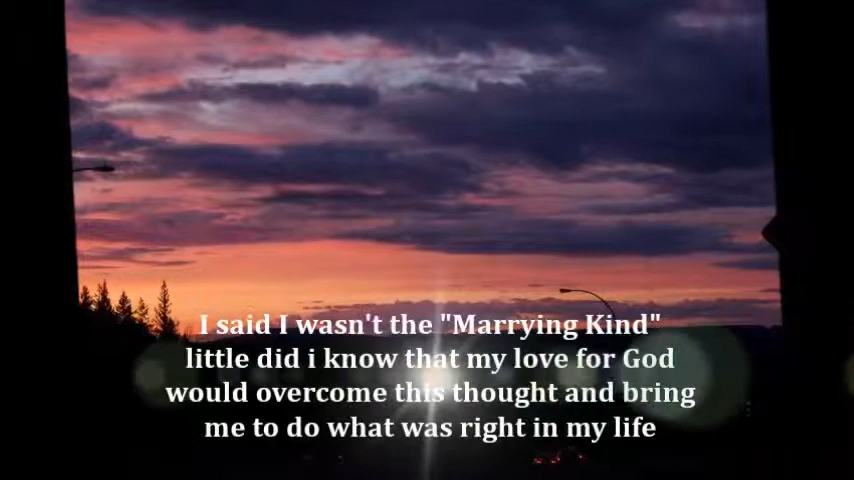 I said I wasn't the "Marrying Kind"
little did i know that my love for God
would overcome this thought and bring
me to do what was right in my life